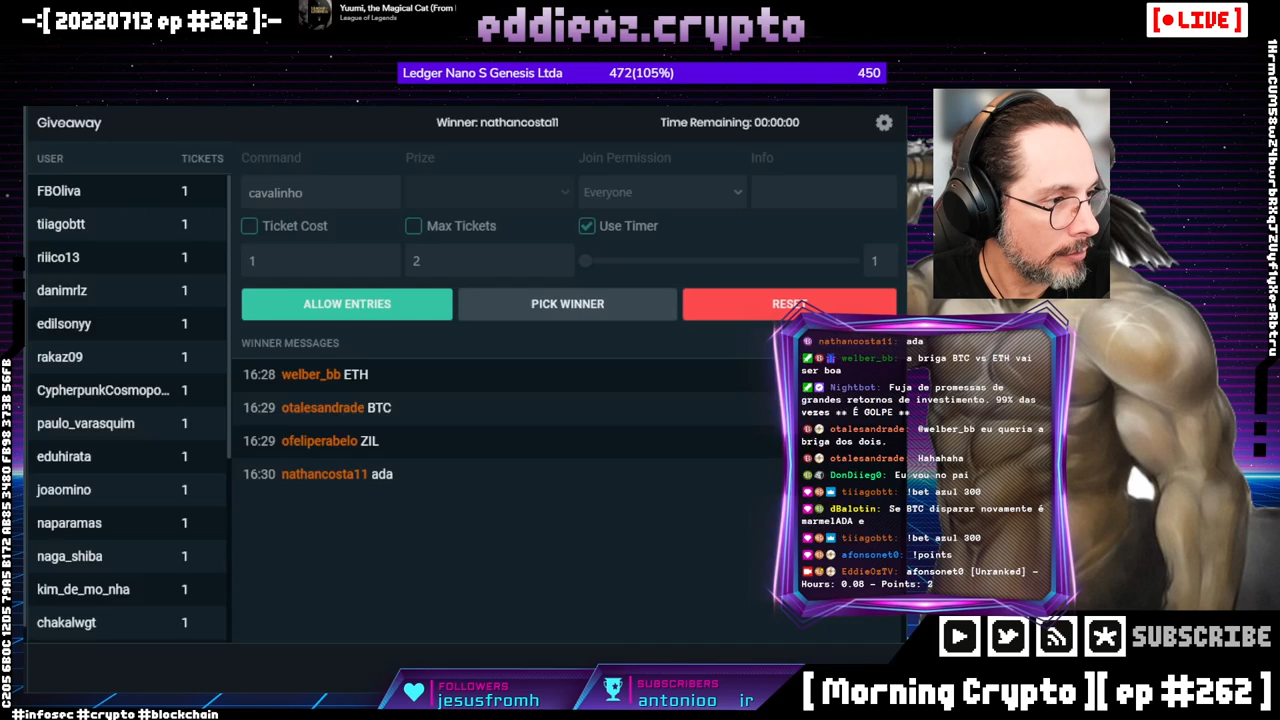 -:[ 20220713 ep #262 ]:-
Yuumi, the Magical Cat (From
League of Legends
eddieoz.crypto
[ LIVE ]
Ledger Nano S Genesis Ltda 472(105%) 450
Giveaway
Winner: nathancosta11
Time Remaining: 00:00:00
USER TICKETS
FBOliva 1
tiiagobtt 1
riiico13 1
danimrlz 1
edilsonyy 1
rakaz09 1
CypherpunkCosmopo... 1
paulo_varasquim 1
eduhirata 1
joaomino 1
naparamas 1
naga_shiba 1
kim_de_mo_nha 1
chakalwgt 1
Command Prize Join Permission Info
cavalinho Everyone
Ticket Cost Max Tickets Use Timer
1 2 1
ALLOW ENTRIES PICK WINNER RESET
WINNER MESSAGES
16:28 welber_bb ETH
16:29 otalesandrade BTC
16:29 ofeliperabelo ZIL
16:30 nathancosta11 ada
nathancosta11: ada
welber_bb: a briga BTC vs ETH vai
ser boa
Nightbot: Fuja de promessas de
grandes retornos de investimento. 99% das
vezes ** É GOLPE **
otalesandrade: @welber_bb eu queria a
briga dos dois.
otalesandrade: Hahahaha
DonDiieg0: Eu vou no pai
tiiagobtt: !bet azul 300
dBalotin: Se BTC disparar novamente é
marmelADA e
tiiagobtt: !bet azul 300
afonsonet0: !points
EddieOzTV: afonsonet0 [Unranked] -
Hours: 0.08 - Points: 2
SUBSCRIBE
[ Morning Crypto ][ ep #262 ]
FOLLOWERS
jesusfromh
SUBSCRIBERS
antonioo jr
#infosec #crypto #blockchain